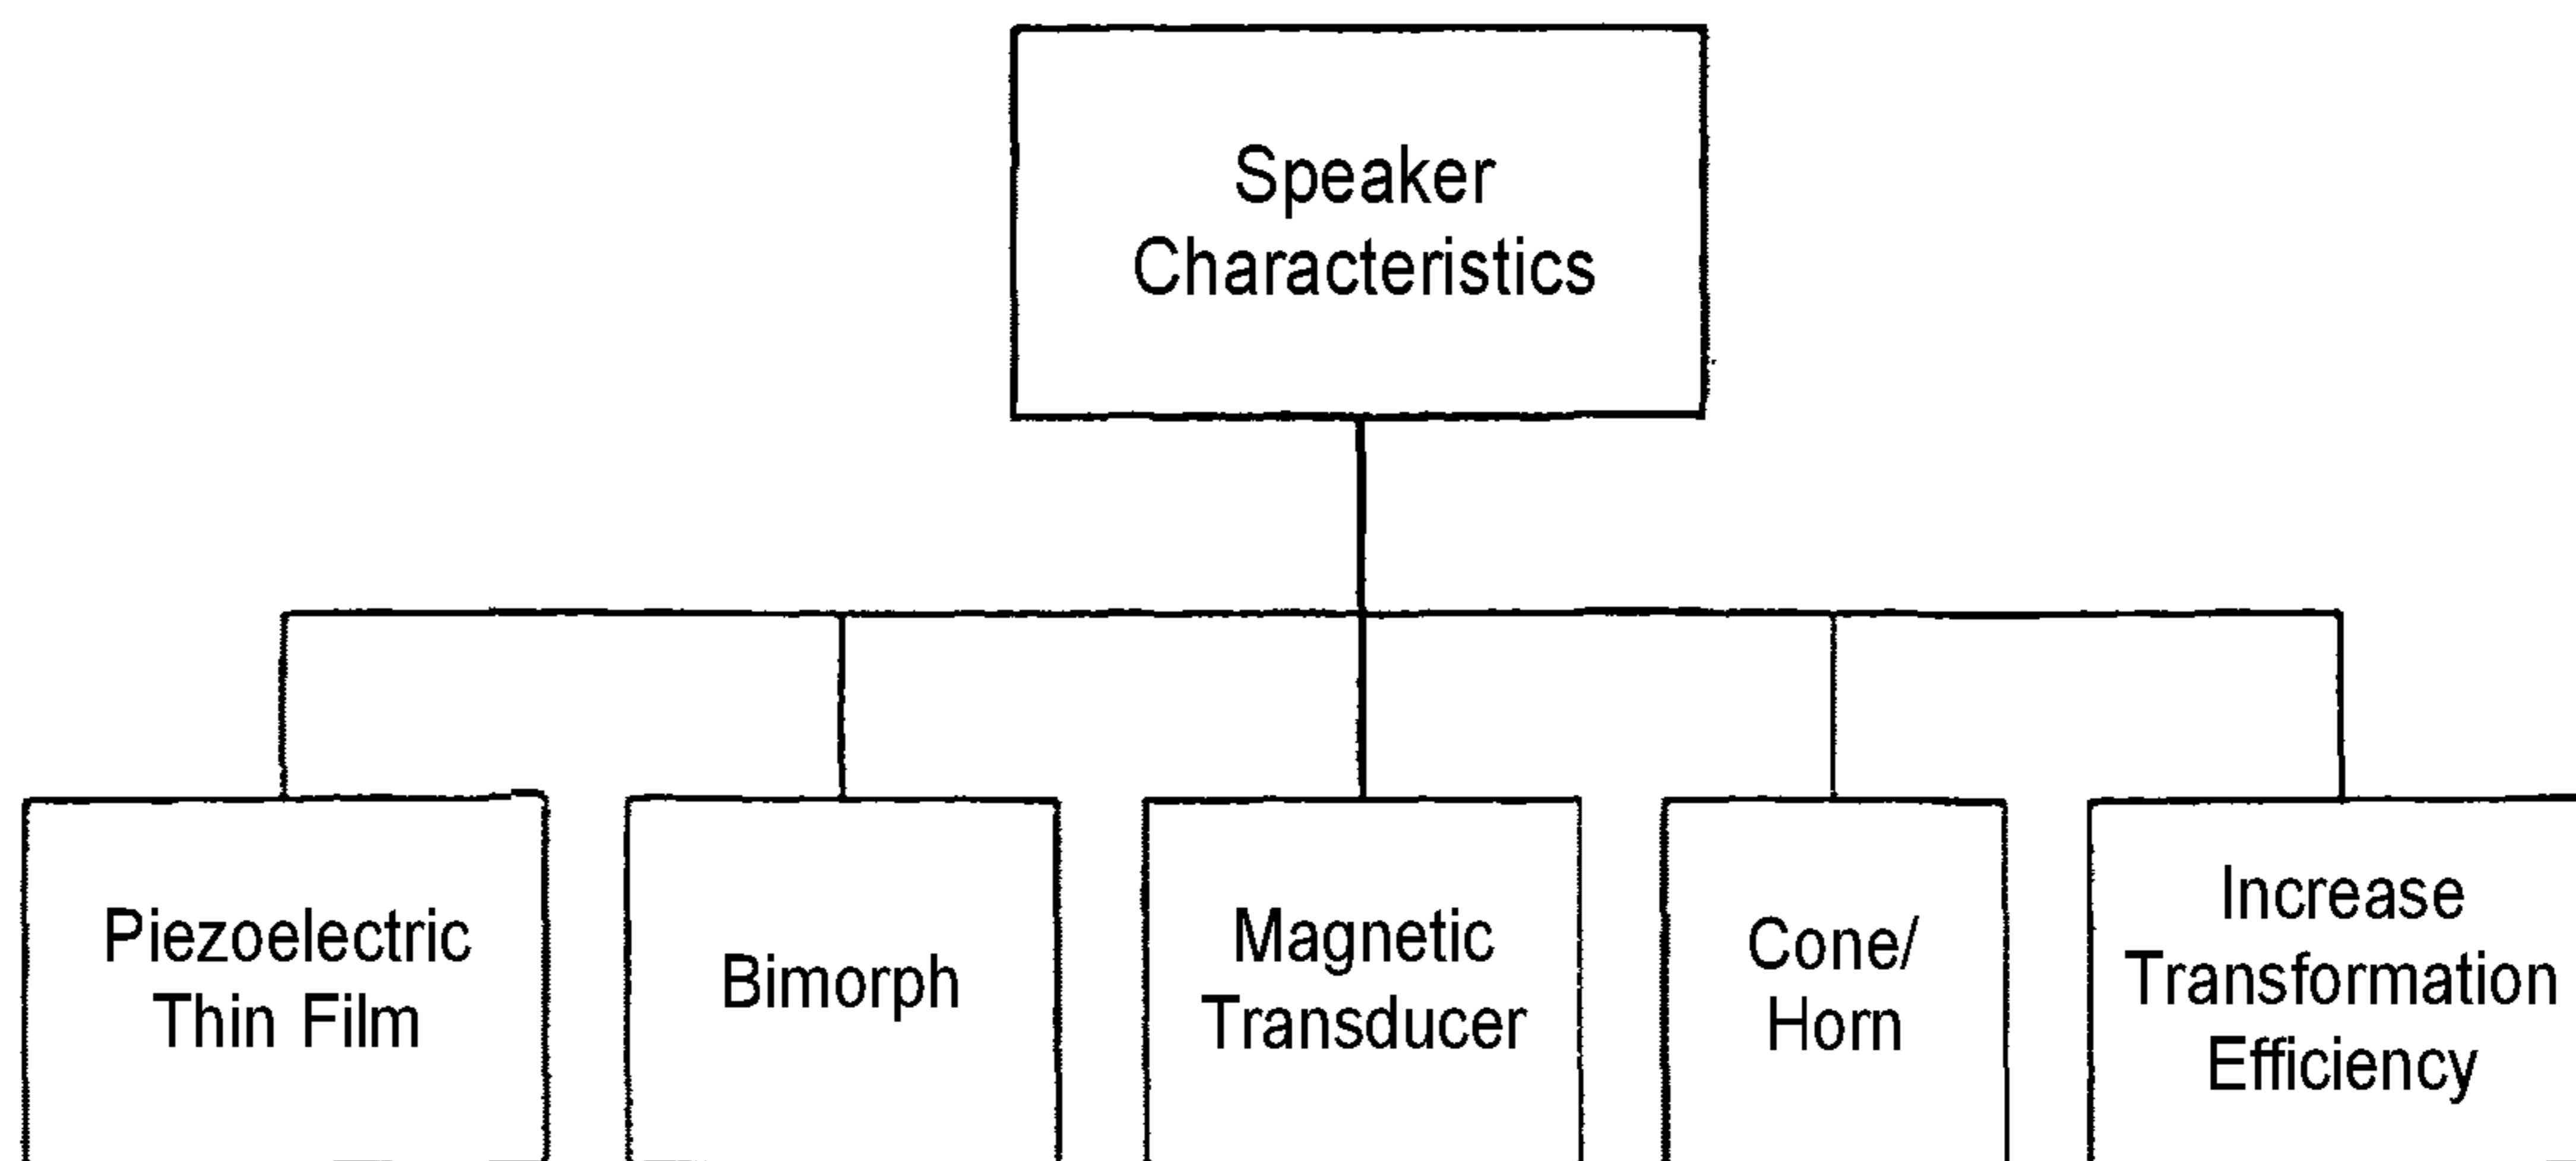 Speaker
Characteristics
Piezoelectric
Thin Film
Bimorph
Magnetic
Transducer
Cone/
Horn
Increase
Transformation
Efficiency